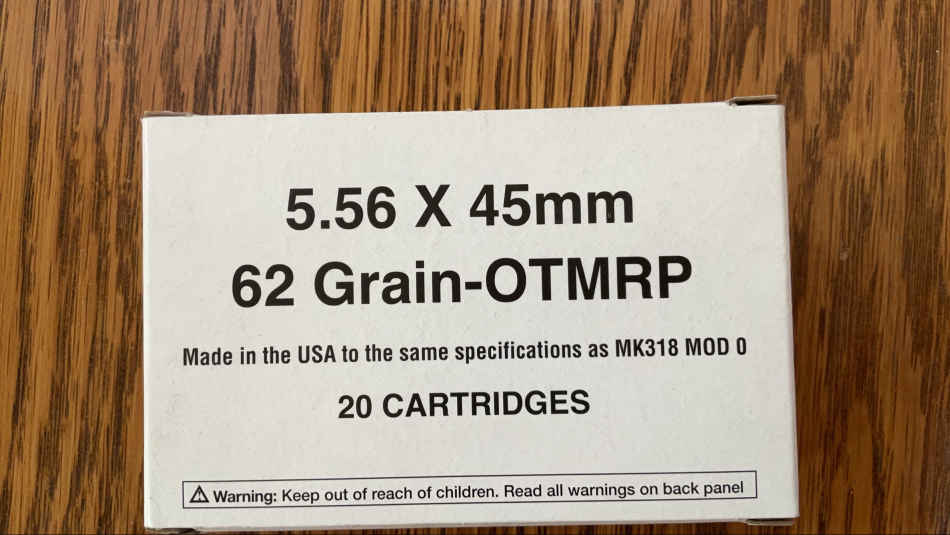 5.56 X 45mm
62 Grain-OTMRP
Made in the USA to the same specifications as MK318 MOD 0
20 CARTRIDGES
Warning: Keep out of reach of children. Read all warnings on back panel